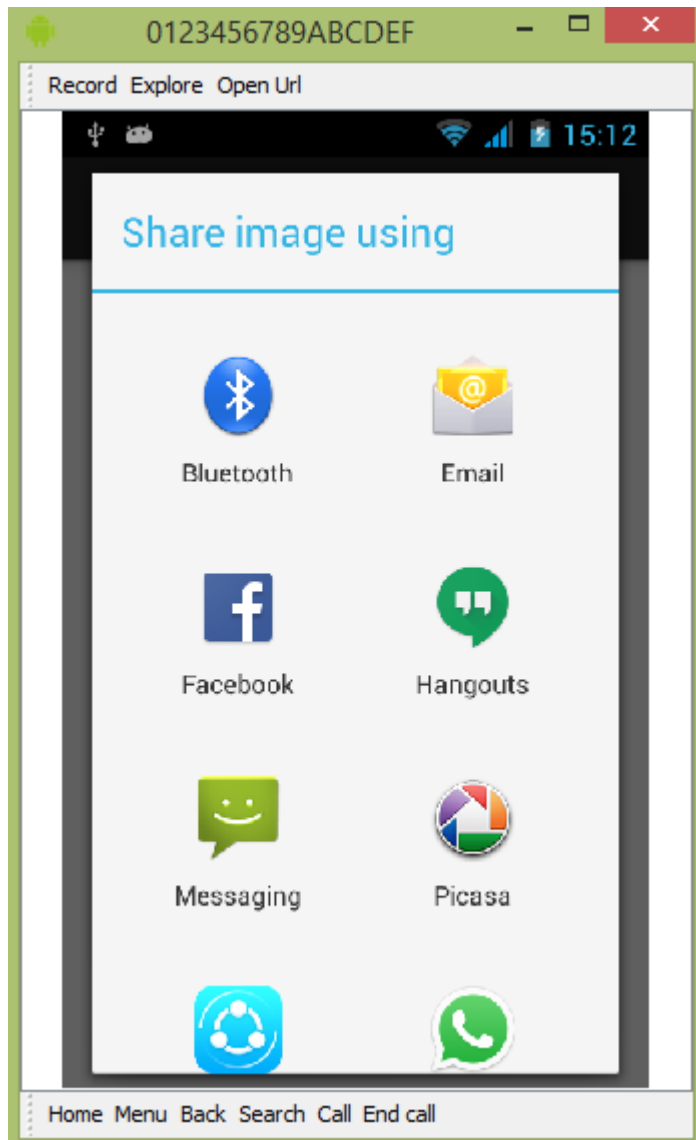 0123456789ABCDEF
Record Explore Open Url
15:12
Share image using
Bluetooth Email
Facebook Hangouts
Messaging Picasa
Home Menu Back Search Call End call